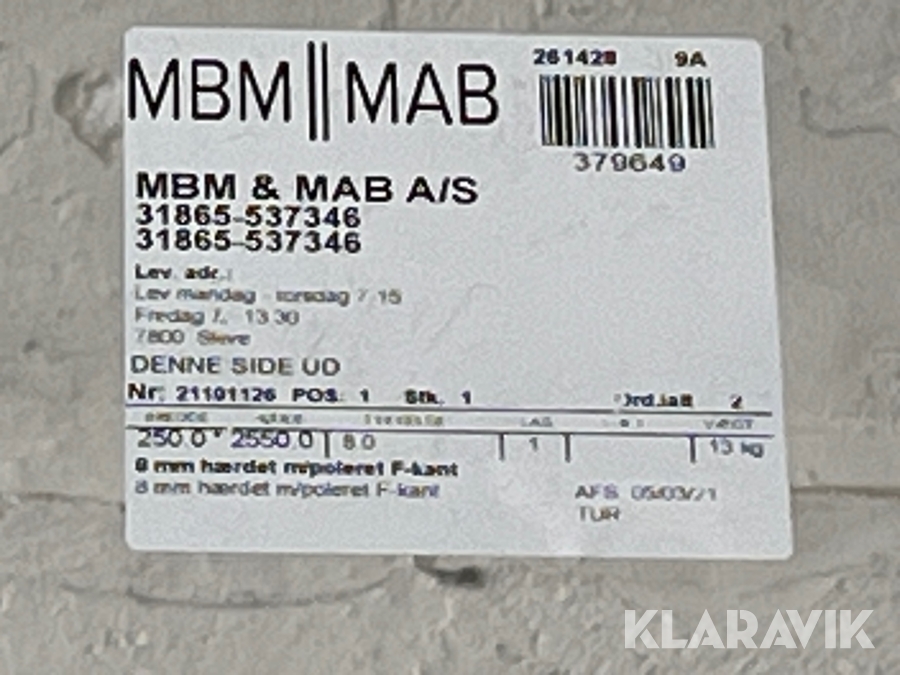 MBM||MAB
261428 9A
379649
MBM & MAB A/S
31865-537346
31865-537346
Lev. adr.:
Lev mandag - torsdag 7 15
Fredag 13 30
7800
DENNE SIDE UD
Nr: 21101126 POS: 1 Stk. 1 Ord.ialt 2
VÆGT
250.0 * 2550.0 8.0 1 13 kg
8 mm hærdet m/poleret F-kant
8 mm hærdet m/poleret F-kant
AFS 05/03/21
TUR
KLARAVIK